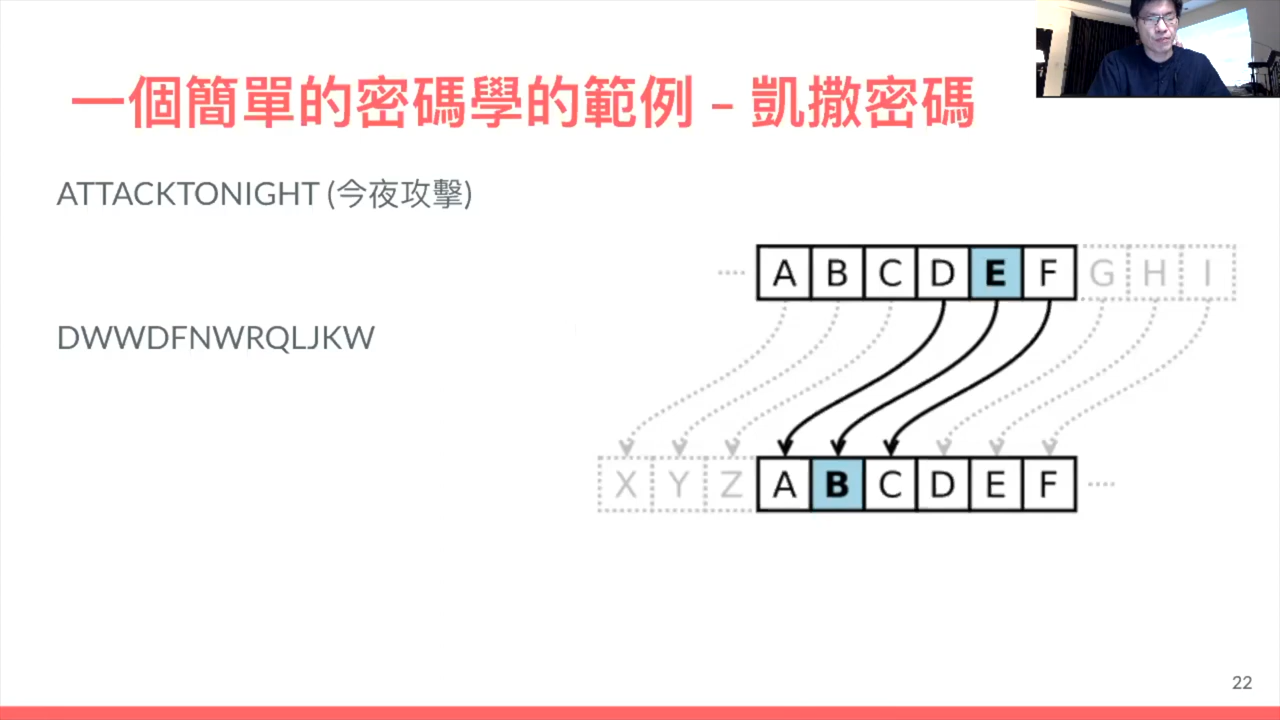 一個簡單的密碼學的範例 – 凱撒密碼
ATTACKTONIGHT (今夜攻擊)
DWWDFNWRQLJKW
A B C D E F G H I
X Y Z A B C D E F
22